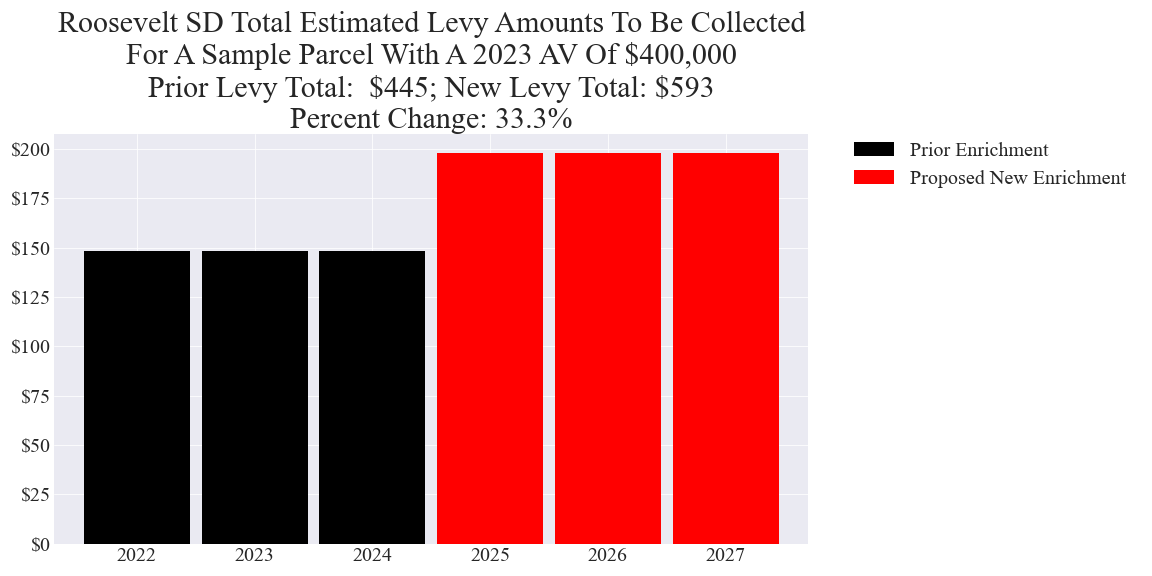 Roosevelt SD Total Estimated Levy Amounts To Be Collected
For A Sample Parcel With A 2023 AV Of $400,000
Prior Levy Total:  $445; New Levy Total: $593
Percent Change: 33.3%
$200
$175
$150
$125
$100
$75
$50
$25
$0
2022
2023
2024
2025
2026
2027
Prior Enrichment
Proposed New Enrichment